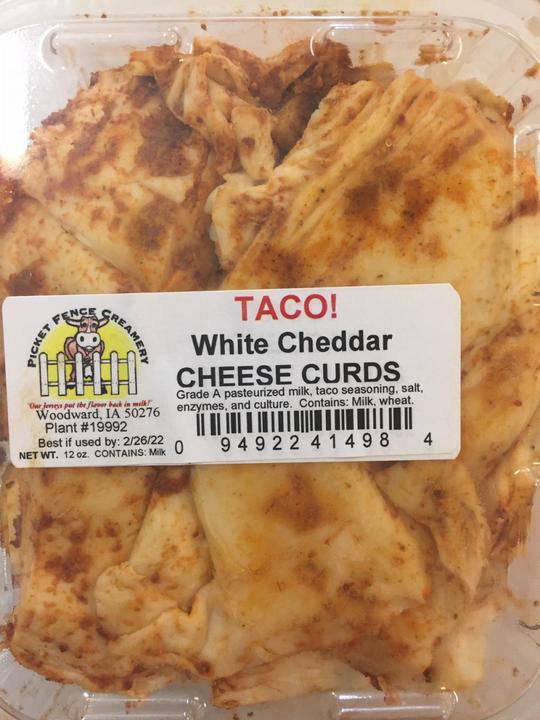 TACO!
White Cheddar
CHEESE CURDS
Grade A pasteurized milk, taco seasoning, salt,
enzymes, and culture. Contains: Milk, wheat.
PICKET FENCE CREAMERY
"Our Jerseys put the flavor back in milk!"
Woodward, IA 50276
Plant #19992
Best if used by: 2/26/22
NET WT. 12 oz. CONTAINS: Milk
0 94922 41498 4